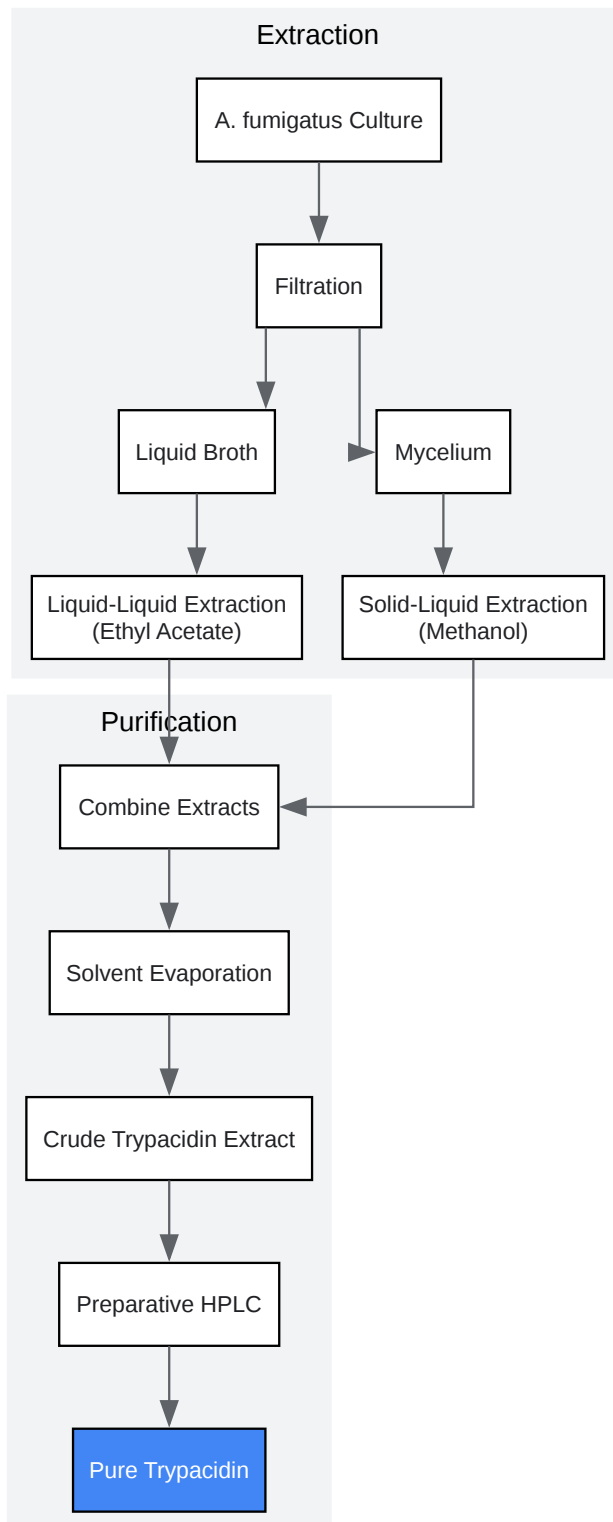 Extraction
A. fumigatus Culture
Filtration
Liquid Broth
Mycelium
Liquid-Liquid Extraction
(Ethyl Acetate)
Solid-Liquid Extraction
(Methanol)
Purification
Combine Extracts
Solvent Evaporation
Crude Trypacidin Extract
Preparative HPLC
Pure Trypacidin